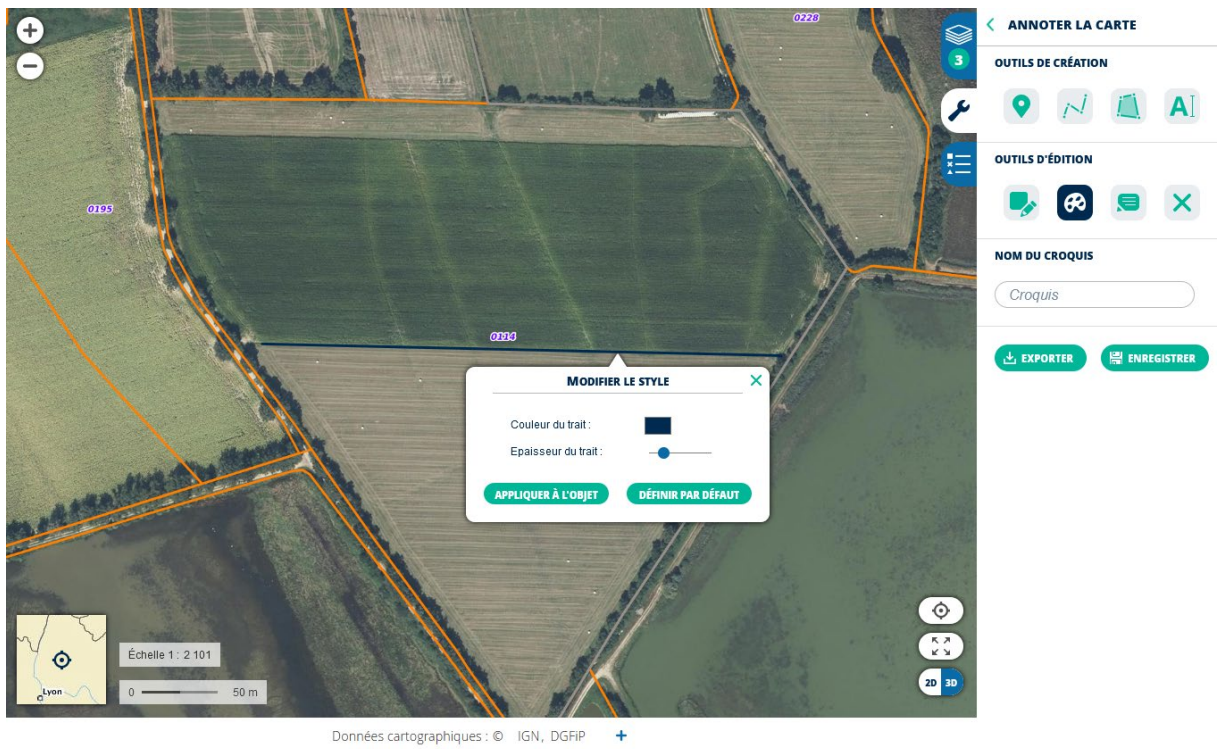 0228
0195
0114
3
MODIFIER LE STYLE
Couleur du trait :
Epaisseur du trait :
APPLIQUER À L'OBJET
DÉFINIR PAR DÉFAUT
Lyon
Échelle 1 : 2 101
0 50 m
2D 3D
Données cartographiques : © IGN, DGFiP +
ANNOTER LA CARTE
OUTILS DE CRÉATION
A
OUTILS D'ÉDITION
NOM DU CROQUIS
Croquis
EXPORTER
ENREGISTRER